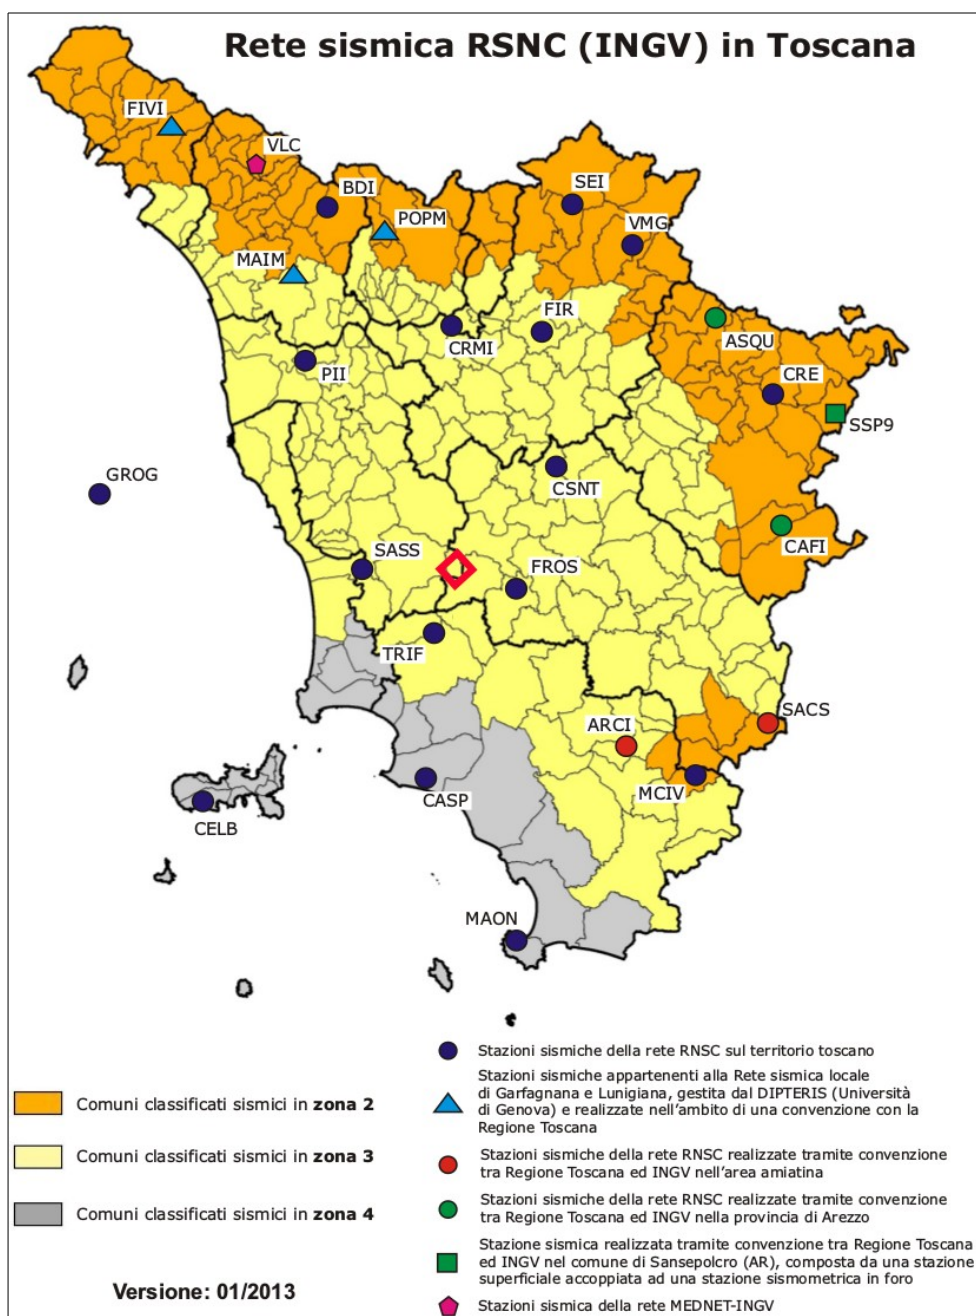 Rete sismica RSNC (INGV) in Toscana
FIVI
VLC
BDI
SEI
POPM
VMG
MAIM
FIR
ASQU
CRMI
PII
CRE
SSP9
GROG
CSNT
CAFI
SASS
FROS
TRIF
SACS
ARCI
MCIV
CASP
CELB
MAON
Comuni classificati sismici in zona 2
Comuni classificati sismici in zona 3
Comuni classificati sismici in zona 4
Versione: 01/2013
Stazioni sismiche della rete RNSC sul territorio toscano
Stazioni sismiche appartenenti alla Rete sismica locale
di Garfagnana e Lunigiana, gestita dal DIPTERIS (Università
di Genova) e realizzate nell'ambito di una convenzione con la
Regione Toscana
Stazioni sismiche della rete RNSC realizzate tramite convenzione
tra Regione Toscana ed INGV nell'area amiatina
Stazioni sismiche della rete RNSC realizzate tramite convenzione
tra Regione Toscana ed INGV nella provincia di Arezzo
Stazione sismica realizzata tramite convenzione tra Regione Toscana
ed INGV nel comune di Sansepolcro (AR), composta da una stazione
superficiale accoppiata ad una stazione sismometrica in foro
Stazioni sismica della rete MEDNET-INGV